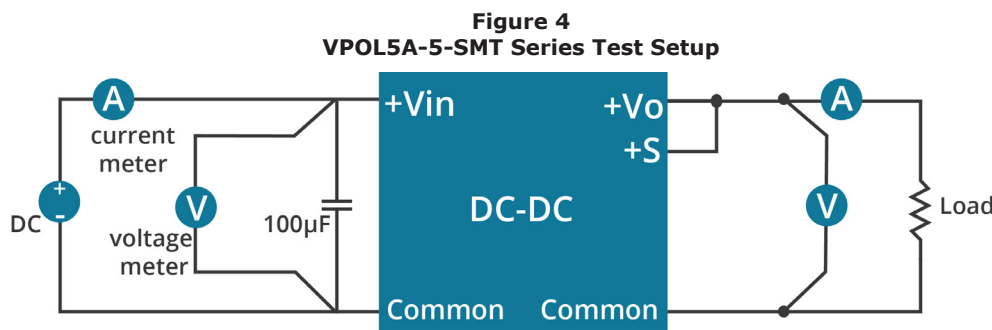 Figure 4
VPOL5A-5-SMT Series Test Setup
A
current
meter
+
-
DC
V
voltage
meter
100µF
+Vin
+Vo
+S
DC-DC
Common
Common
A
V
Load